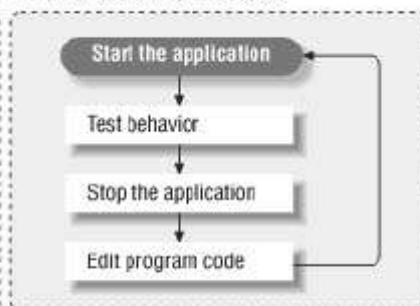 Start the application
Test behavior
Stop the application
Edit program code